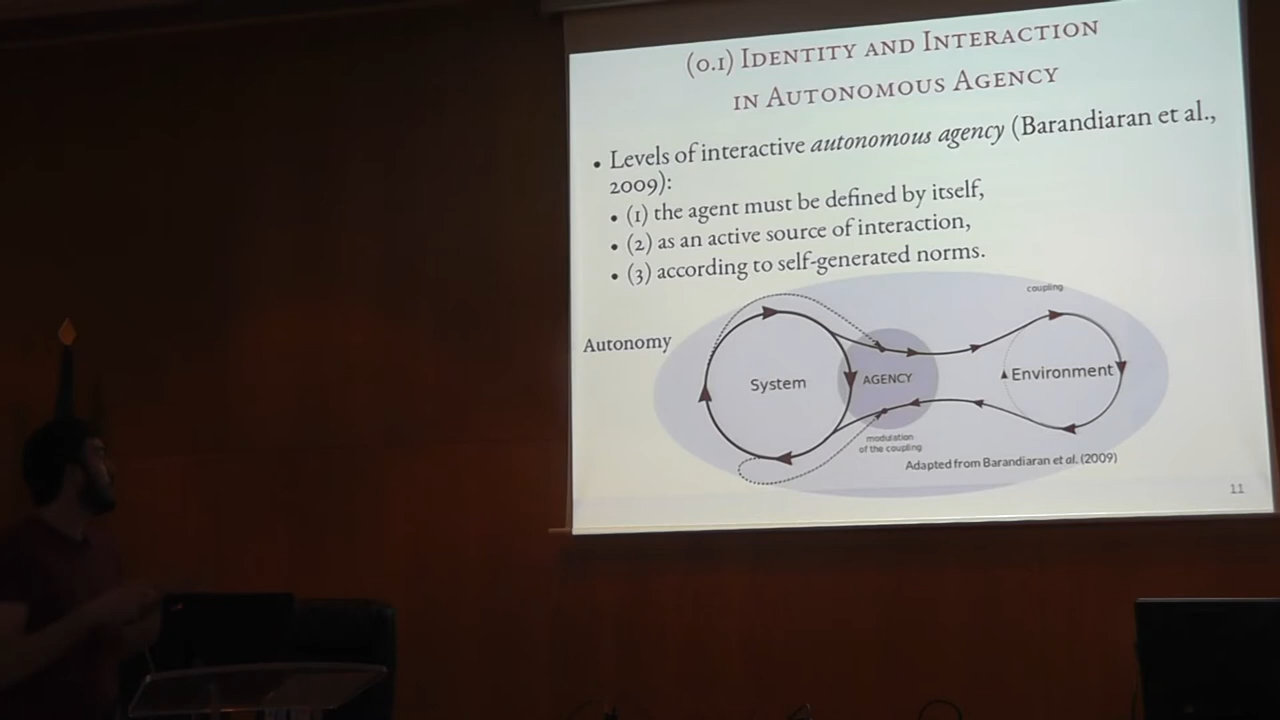 (0.1) Identity and Interaction
in Autonomous Agency
• Levels of interactive autonomous agency (Barandiaran et al.,
2009):
• (1) the agent must be defined by itself,
• (2) as an active source of interaction,
• (3) according to self-generated norms.
coupling
Autonomy
System
AGENCY
Environment
modulation
of the coupling
Adapted from Barandiaran et al. (2009)
11